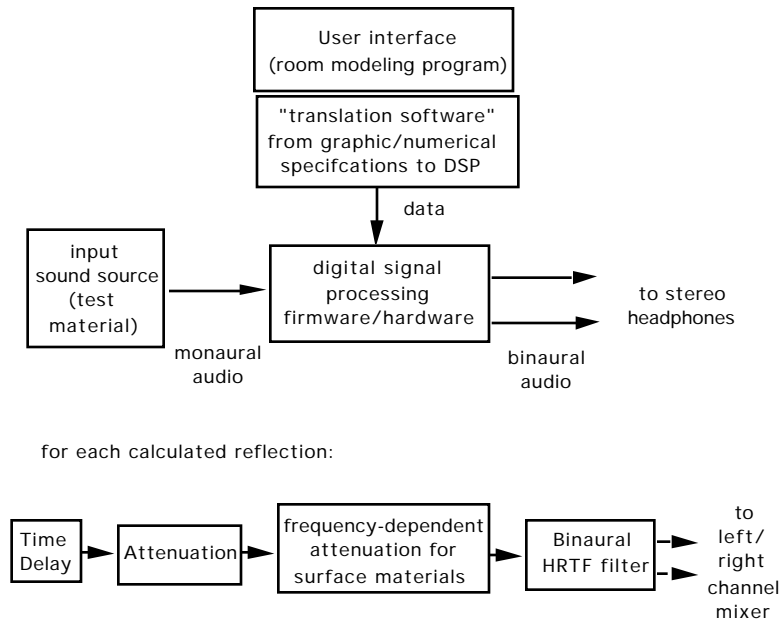 User interface
(room modeling program)
"translation software"
from graphic/numerical
specifcations to DSP
data
input
sound source
(test
material)
digital signal
processing
firmware/hardware
to stereo
headphones
monaural
audio
binaural
audio
for each calculated reflection:
Time
Delay
Attenuation
frequency-dependent
attenuation for
surface materials
Binaural
HRTF filter
to
left/
right
channel
mixer